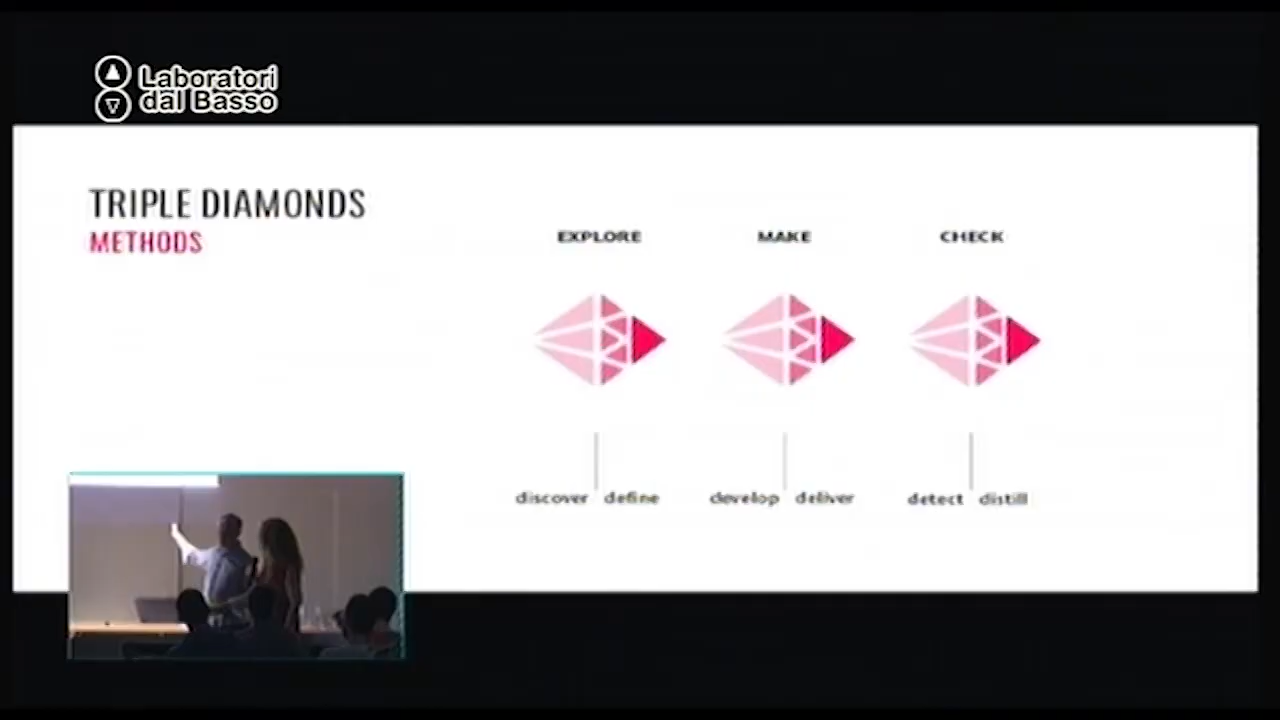 Laboratori
dal Basso
TRIPLE DIAMONDS
METHODS
EXPLORE MAKE CHECK
discover define develop deliver detect distill